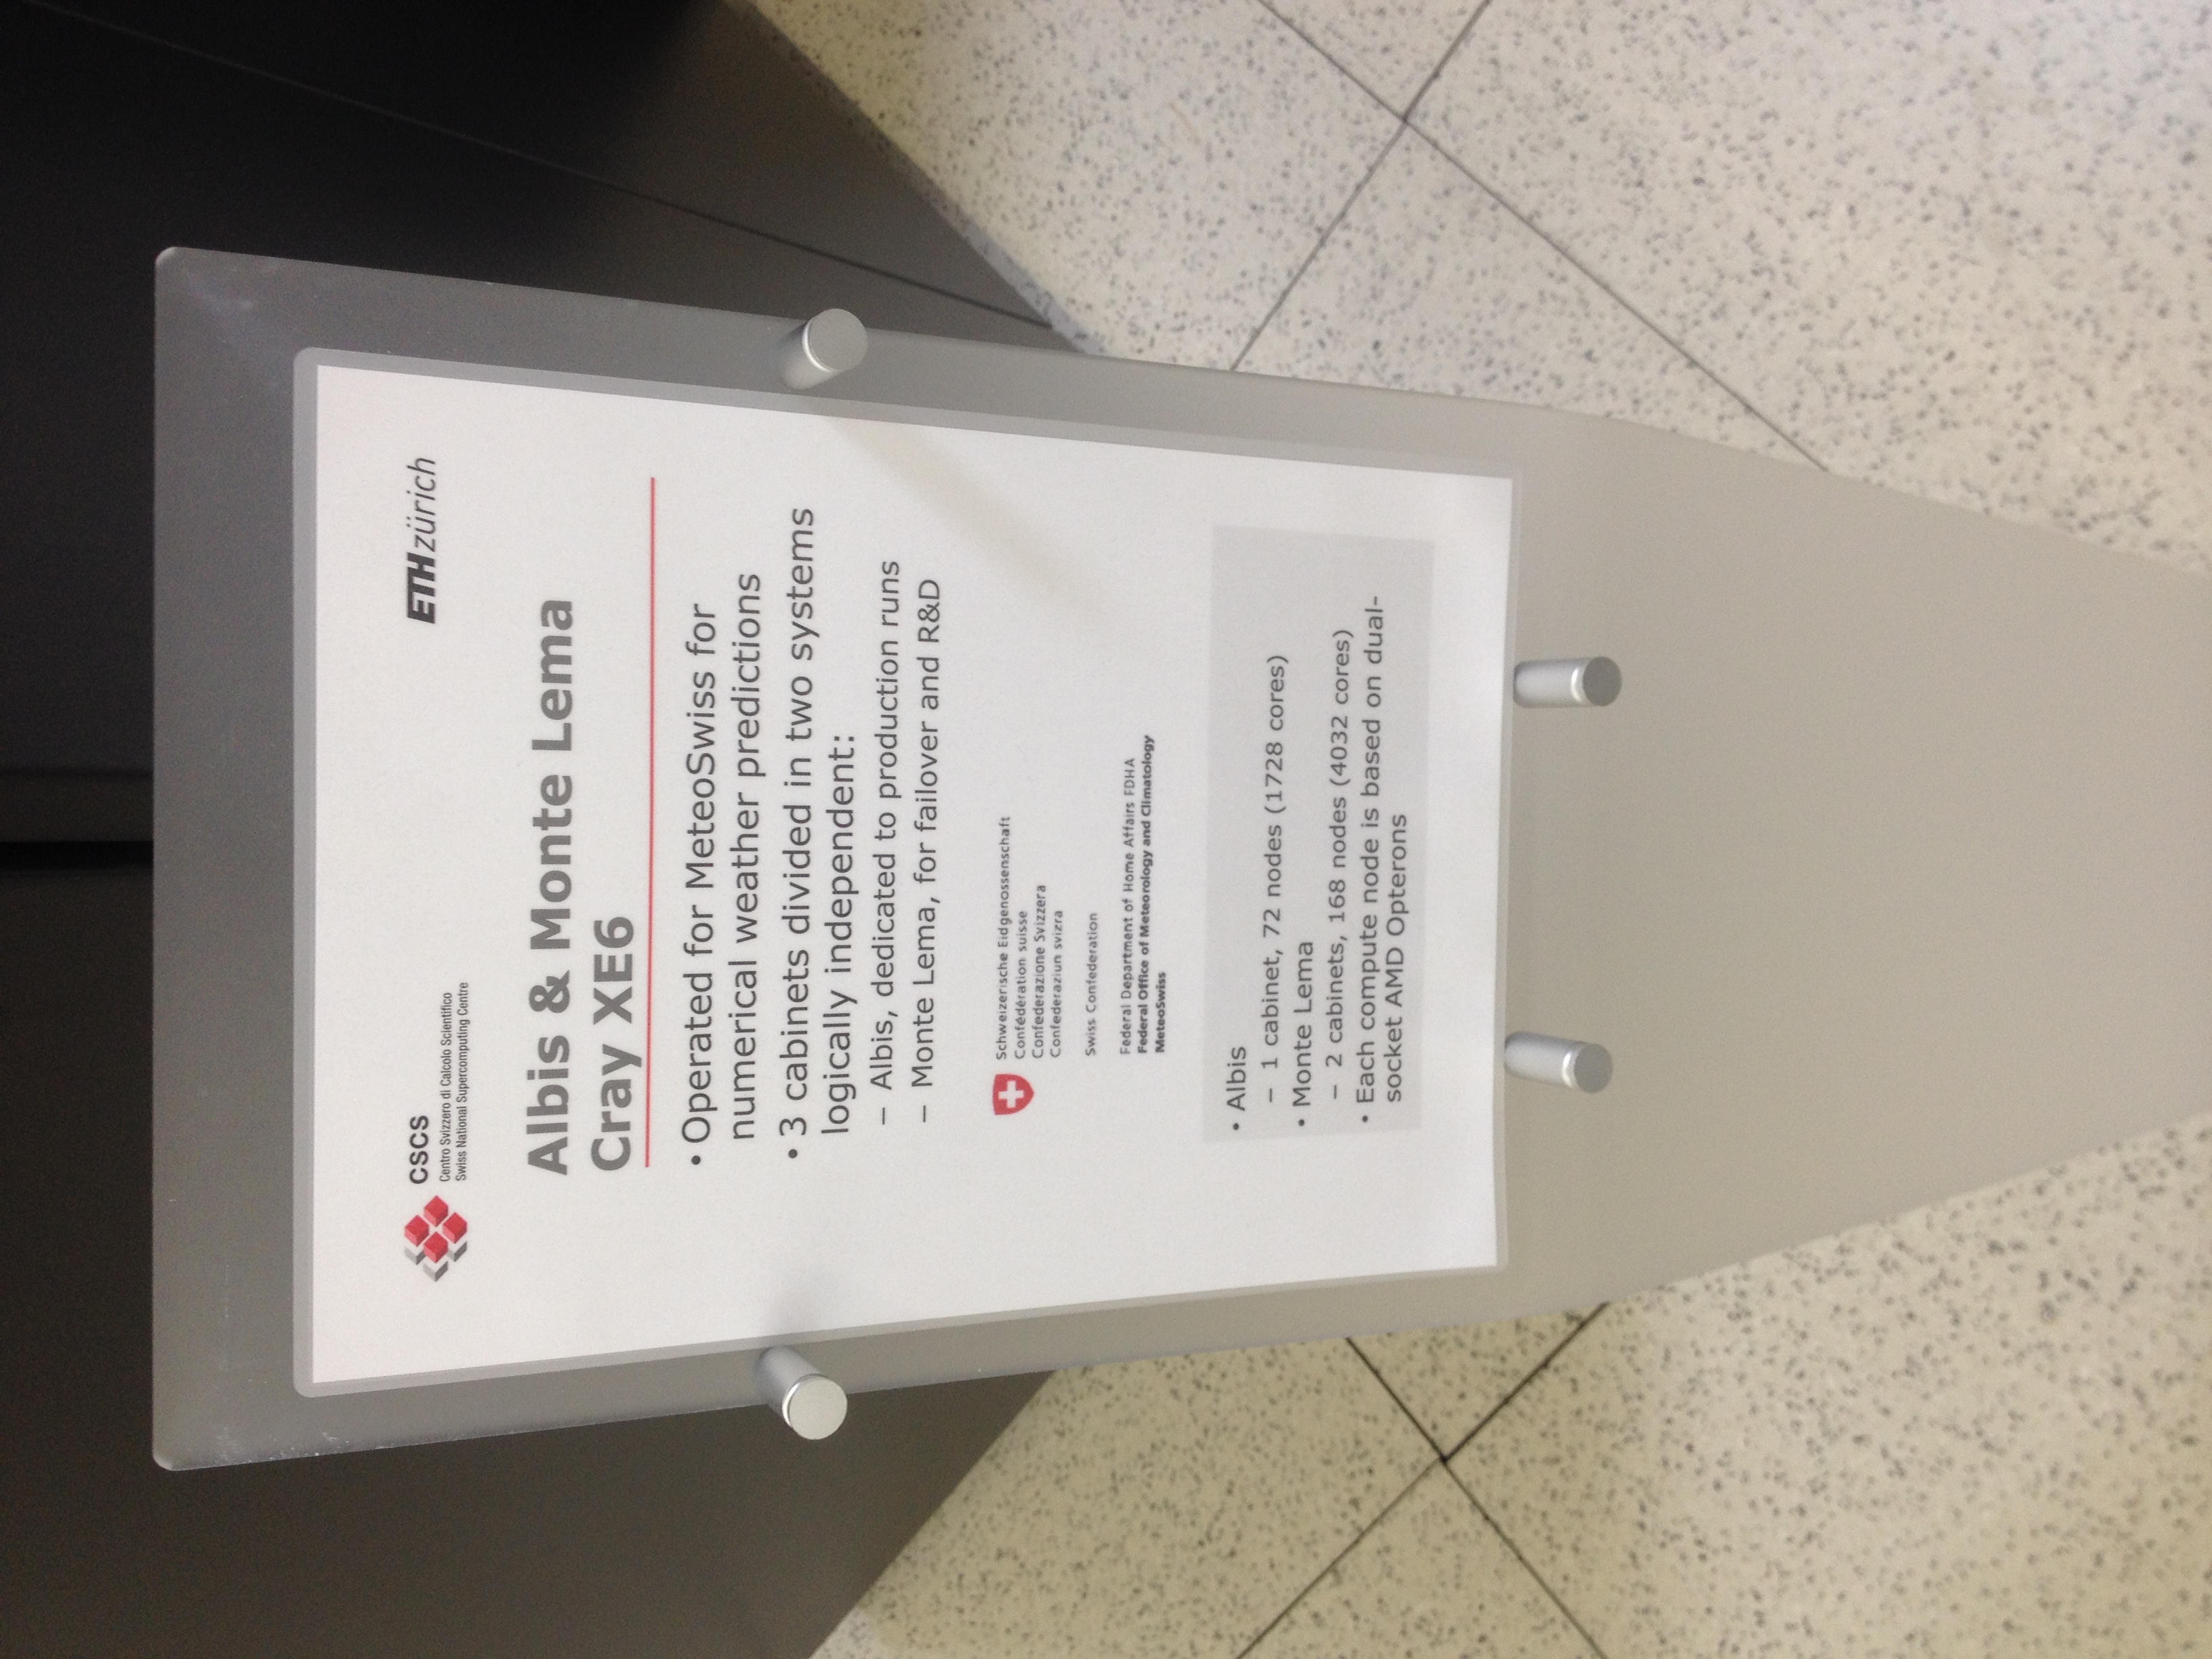 CSCS
Centro Svizzero di Calcolo Scientifico
Swiss National Supercomputing Centre
ETH zürich
Albis & Monte Lema
Cray XE6
• Operated for MeteoSwiss for
numerical weather predictions
• 3 cabinets divided in two systems
logically independent:
– Albis, dedicated to production runs
– Monte Lema, for failover and R&D
Schweizerische Eidgenossenschaft
Confédération suisse
Confederazione Svizzera
Confederaziun svizra
Swiss Confederation
Federal Department of Home Affairs FDHA
Federal Office of Meteorology and Climatology
MeteoSwiss
• Albis
– 1 cabinet, 72 nodes (1728 cores)
• Monte Lema
– 2 cabinets, 168 nodes (4032 cores)
• Each compute node is based on dual-
socket AMD Opterons